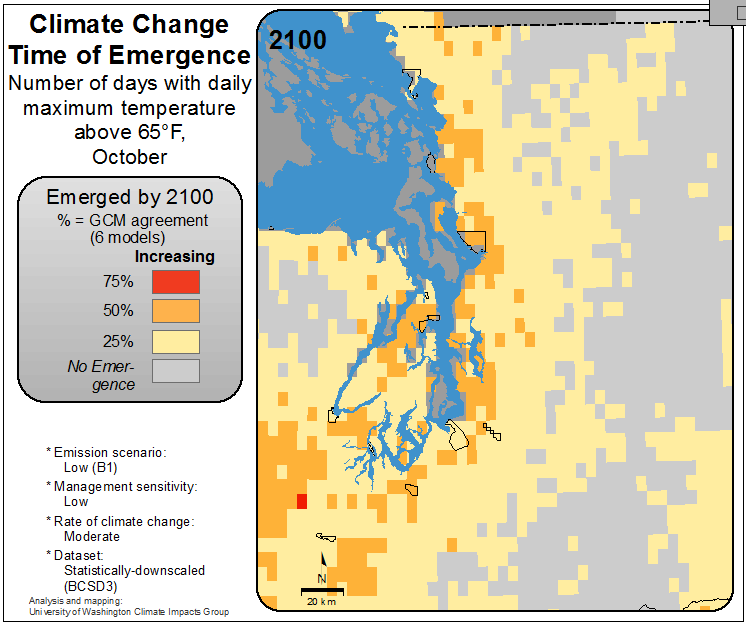 Climate Change
Time of Emergence
Number of days with daily
maximum temperature
above 65°F,
October
2100
Emerged by 2100
% = GCM agreement
(6 models)
Increasing
75%
50%
25%
No Emer-
gence
* Emission scenario:
Low (B1)
* Management sensitivity:
Low
* Rate of climate change:
Moderate
* Dataset:
Statistically-downscaled
(BCSD3)
Analysis and mapping:
University of Washington Climate Impacts Group
N
20 km